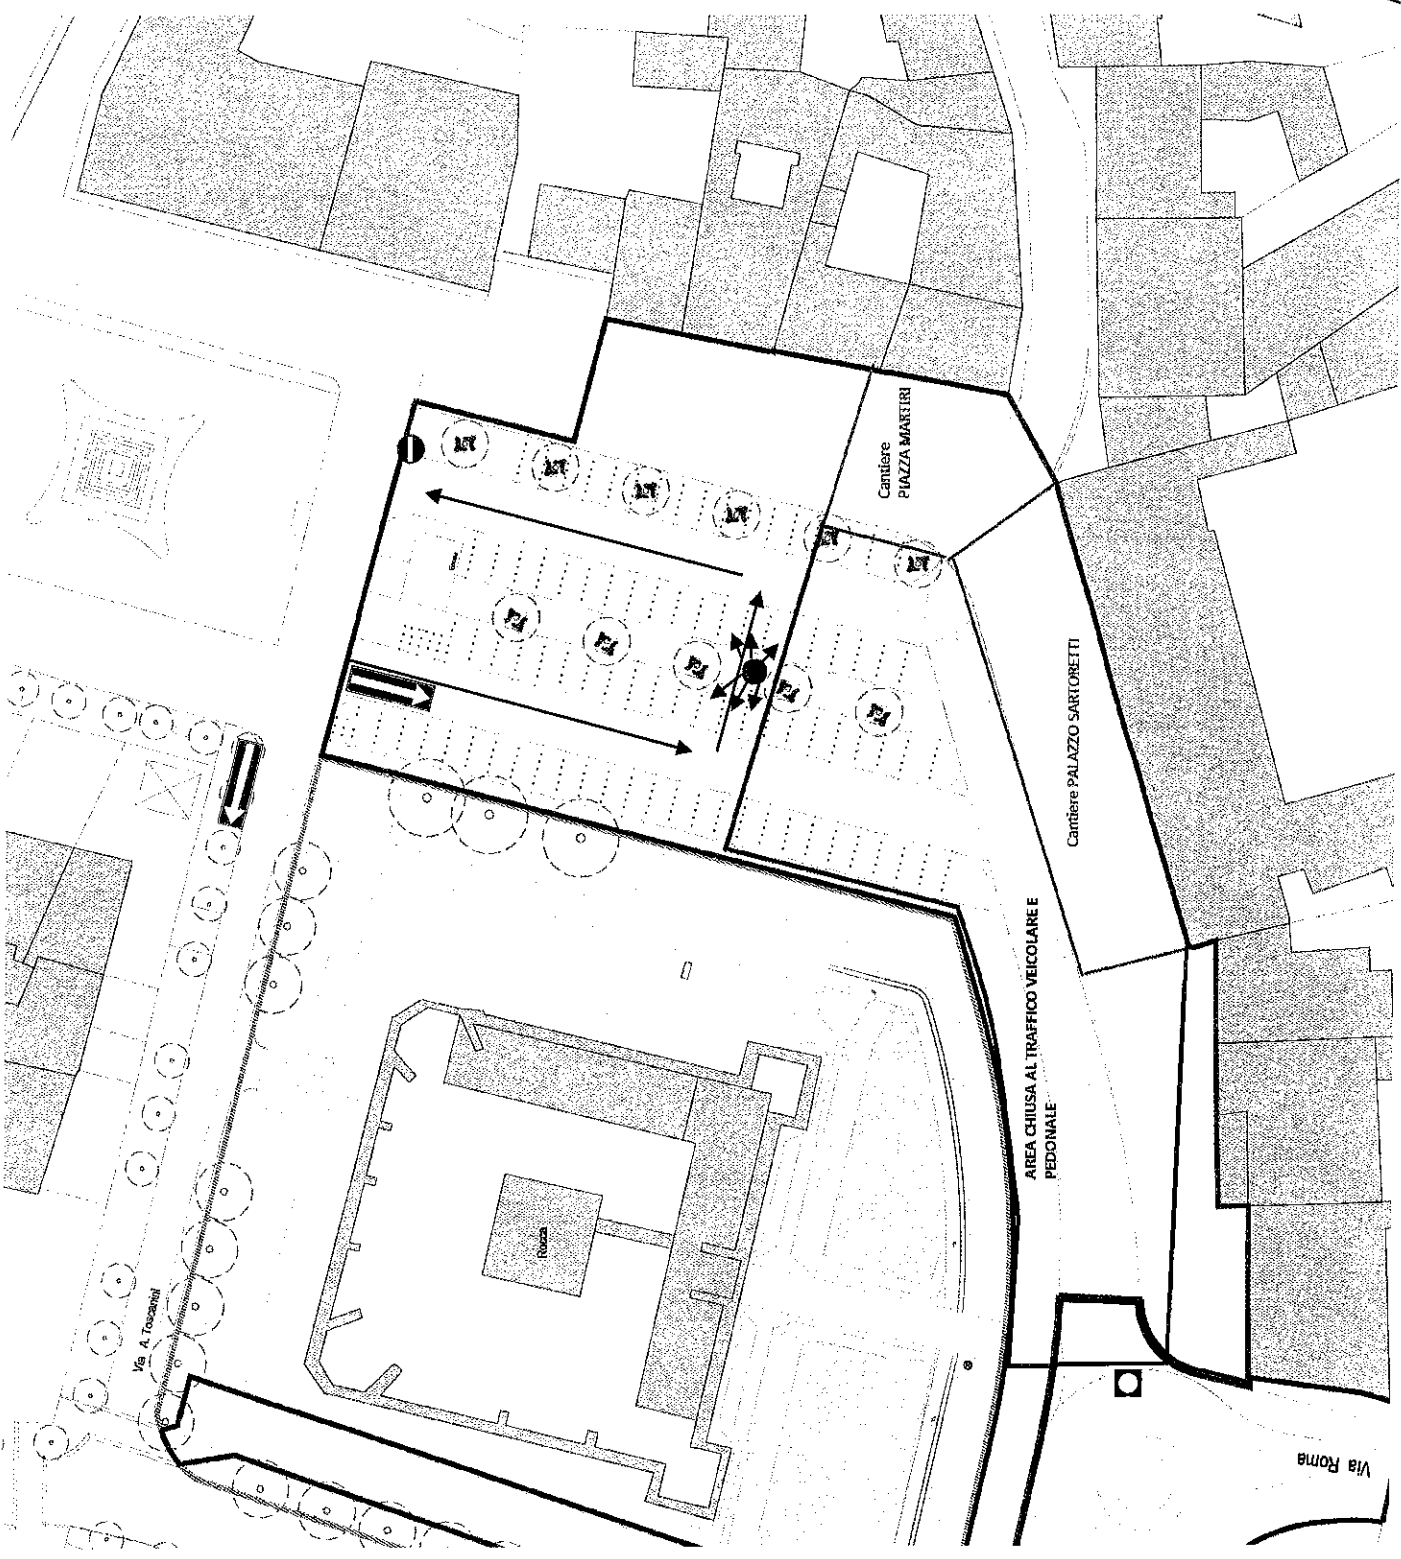 Cantiere
PIAZZA MARTIRI
Cantiere PALAZZO SARTORETTI
AREA CHIUSA AL TRAFFICO VEICOLARE E
PEDONALE
Rocca
Via A. Toscanini
Via Roma